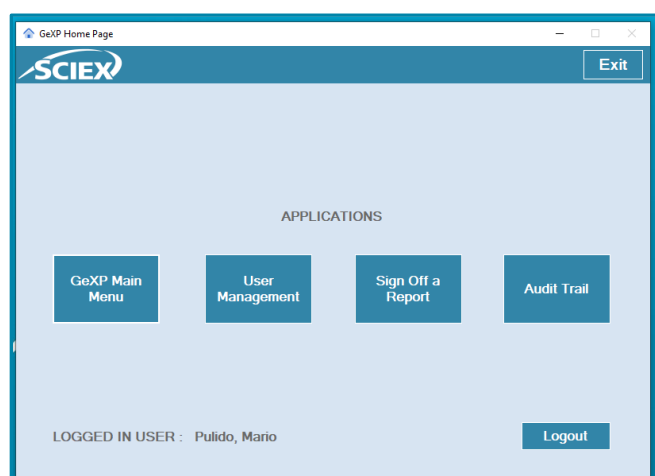 GeXP Home Page
SCIEX
Exit
APPLICATIONS
GeXP Main
Menu
User
Management
Sign Off a
Report
Audit Trail
LOGGED IN USER : Pulido, Mario
Logout